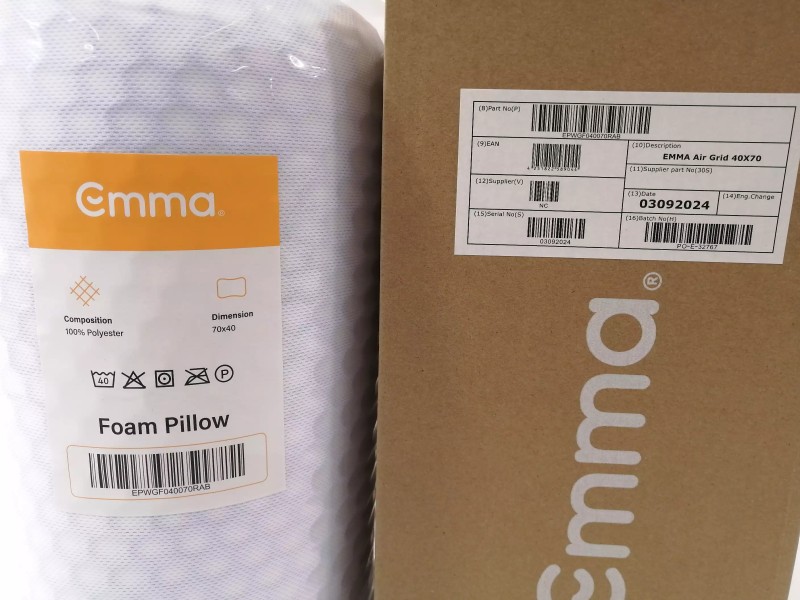 emma®
Composition
100% Polyester
Dimension
70x40
40
P
Foam Pillow
EPWGF040070RAB
(8)Part No(P)
EPWGF040070RAB
(9)EAN
(10)Description
EMMA Air Grid 40X70
(11)Supplier part No(30S)
(12)Supplier(V)
NC
(13)Date
03092024
(14)Eng.Change
(15)Serial No(S)
03092024
(16)Batch No(H)
PO-E-32767
emma®